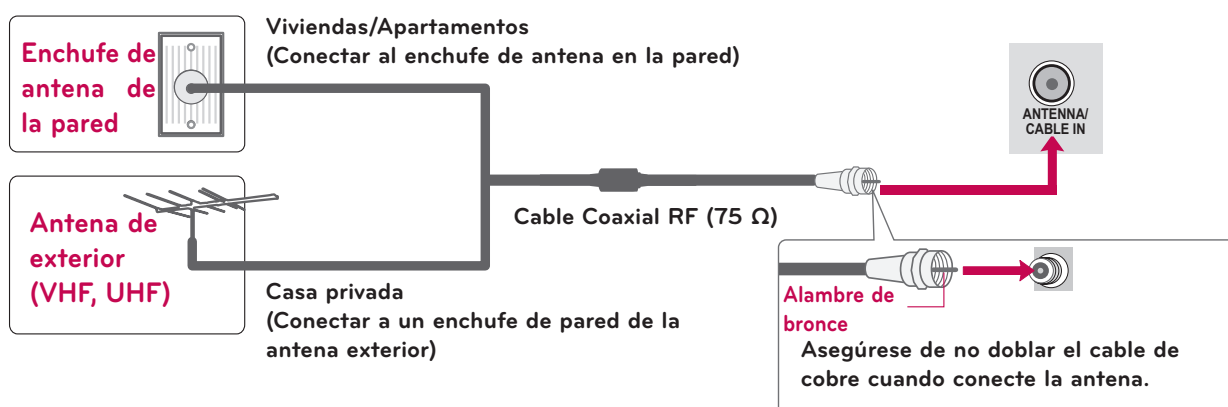 Enchufe de
antena de
la pared
Viviendas/Apartamentos
(Conectar al enchufe de antena en la pared)
ANTENNA/
CABLE IN
Antena de
exterior
(VHF, UHF)
Cable Coaxial RF (75 Ω)
Casa privada
(Conectar a un enchufe de pared de la
antena exterior)
Alambre de
bronce
Asegúrese de no doblar el cable de
cobre cuando conecte la antena.